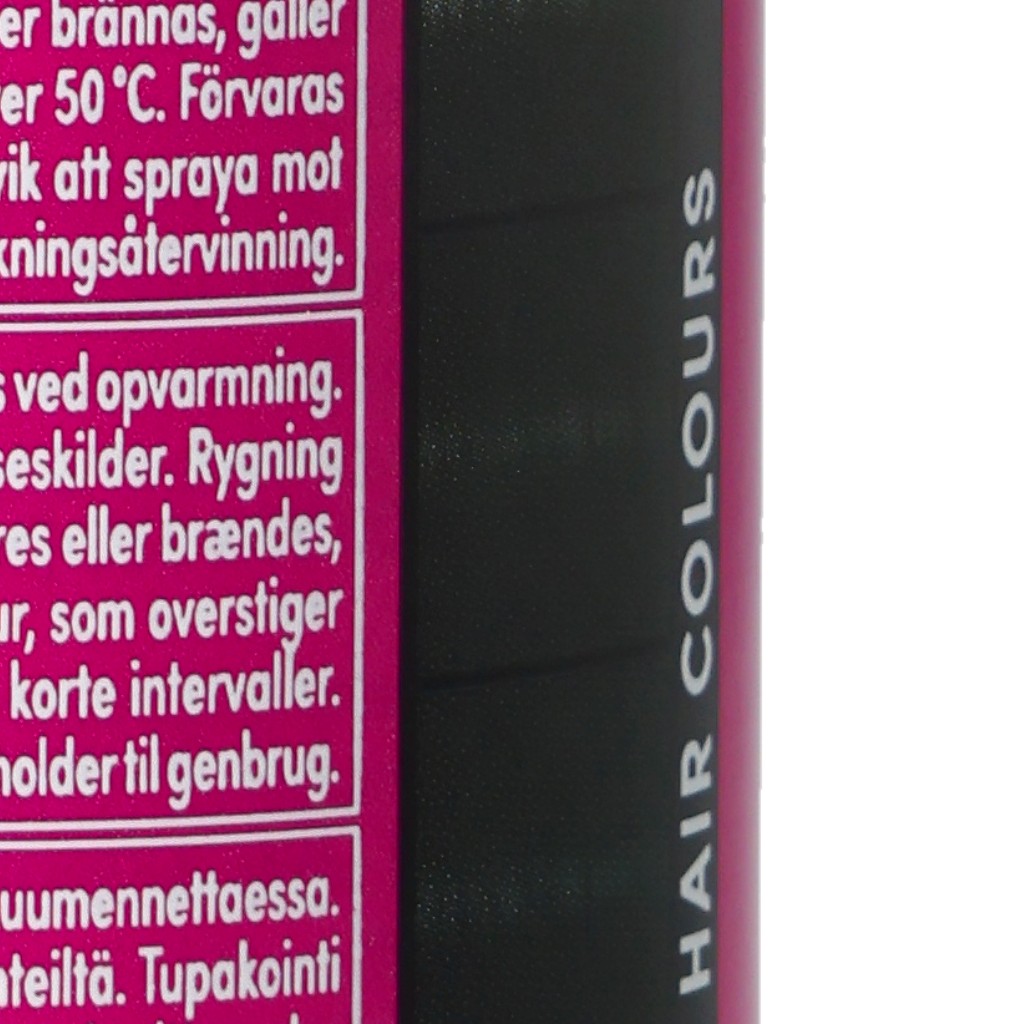 er brännas, gäller
er 50 °C. Förvaras
vik att spraya mot
kningsåtervinning.
s ved opvarmning.
seskilder. Rygning
res eller brændes,
ur, som overstiger
korte intervaller.
holder til genbrug.
uumennettaessa.
nteiltä. Tupakointi
HAIR COLOURS